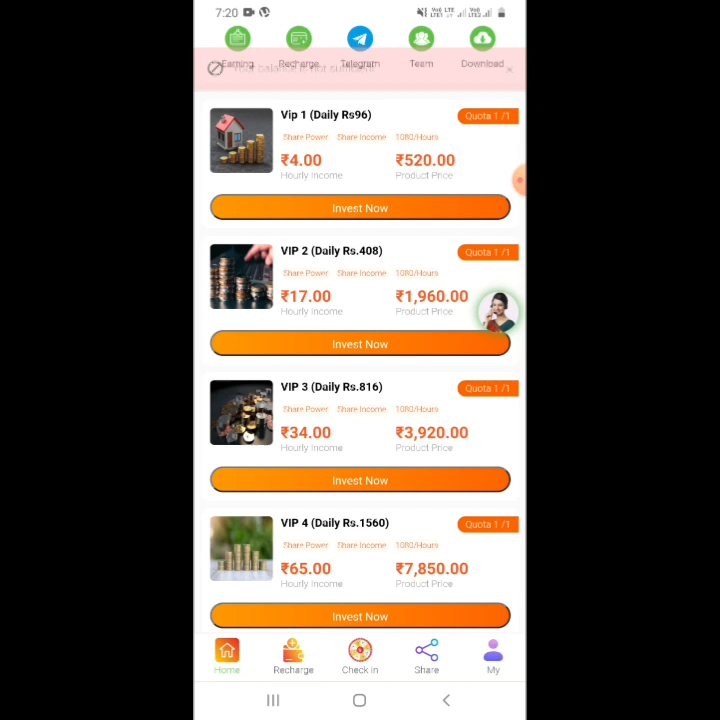 7:20
Earning Recharge Telegram Team Download
Your balance is not sufficient
Vip 1 (Daily Rs96)
Quota 1 /1
Share Power Share Income 1080/Hours
₹4.00 ₹520.00
Hourly Income Product Price
Invest Now
VIP 2 (Daily Rs.408)
Quota 1 /1
Share Power Share Income 1080/Hours
₹17.00 ₹1,960.00
Hourly Income Product Price
Invest Now
VIP 3 (Daily Rs.816)
Quota 1 /1
Share Power Share Income 1080/Hours
₹34.00 ₹3,920.00
Hourly Income Product Price
Invest Now
VIP 4 (Daily Rs.1560)
Quota 1 /1
Share Power Share Income 1080/Hours
₹65.00 ₹7,850.00
Hourly Income Product Price
Invest Now
Home Recharge Check in Share My